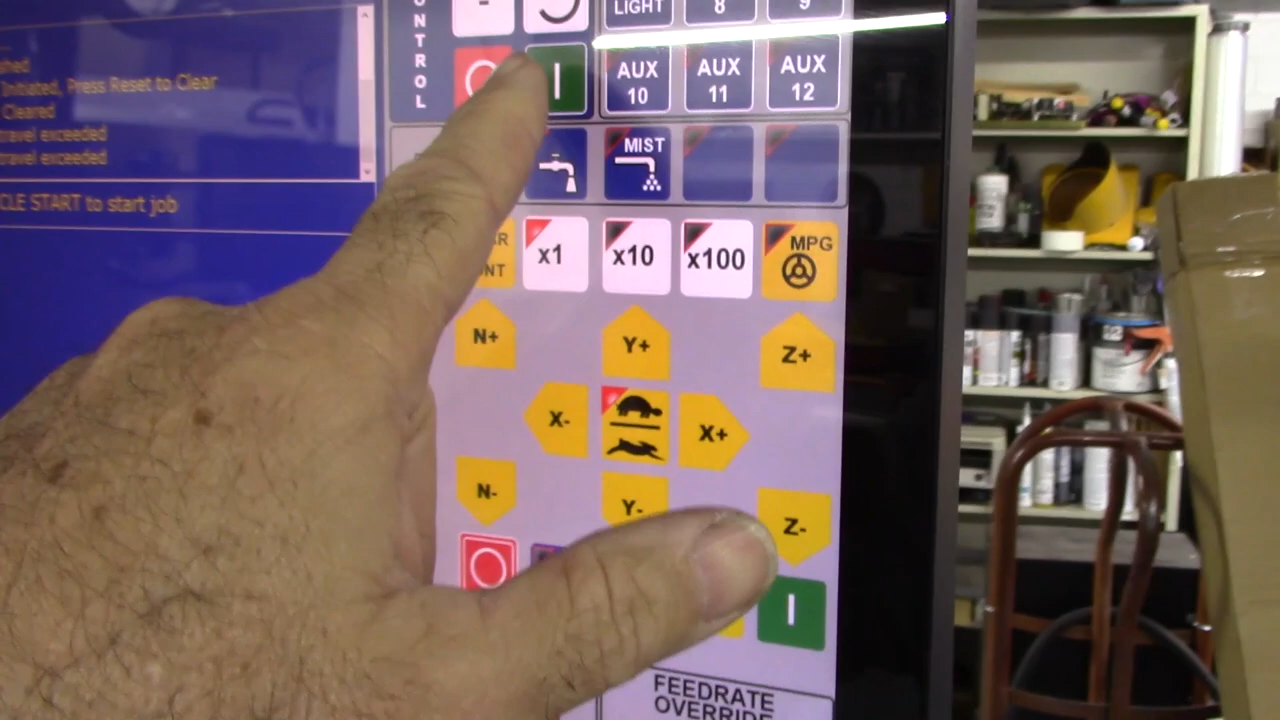 shed
Initiated, Press Reset to Clear
Cleared
travel exceeded
travel exceeded
CLE START to start job
ONTROL
LIGHT
8
9
AUX 10
AUX 11
AUX 12
MIST
x1
x10
x100
MPG
N+
Y+
Z+
X-
X+
N-
Y-
Z-
FEEDRATE
OVERRIDE